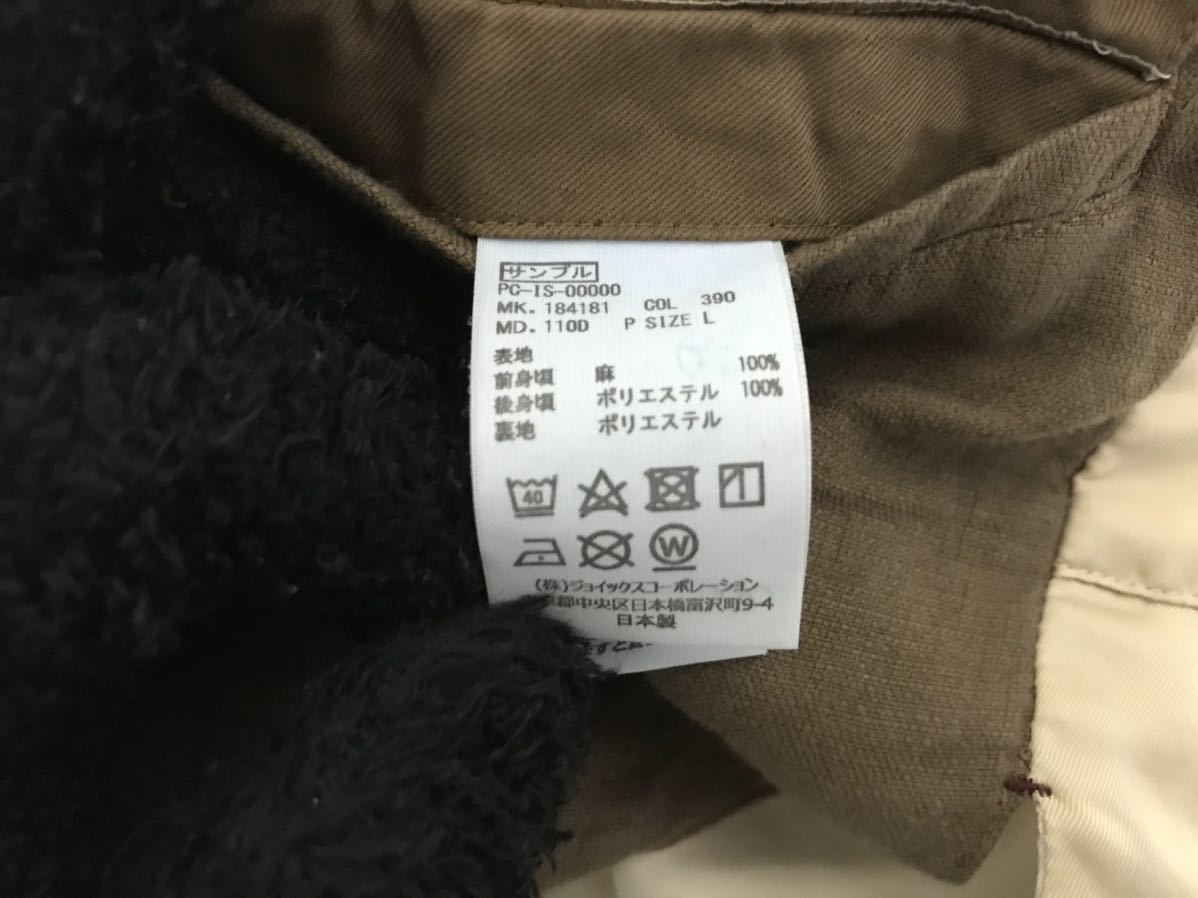 サンプル
PC-IS-00000
MK. 184181 COL 390
MD. 110D P SIZE L
表地
前身頃 麻 100%
後身頃 ポリエステル 100%
裏地 ポリエステル
40
W
(株)ジョイックスコーポレーション
都中央区日本橋富沢町9-4
日本製